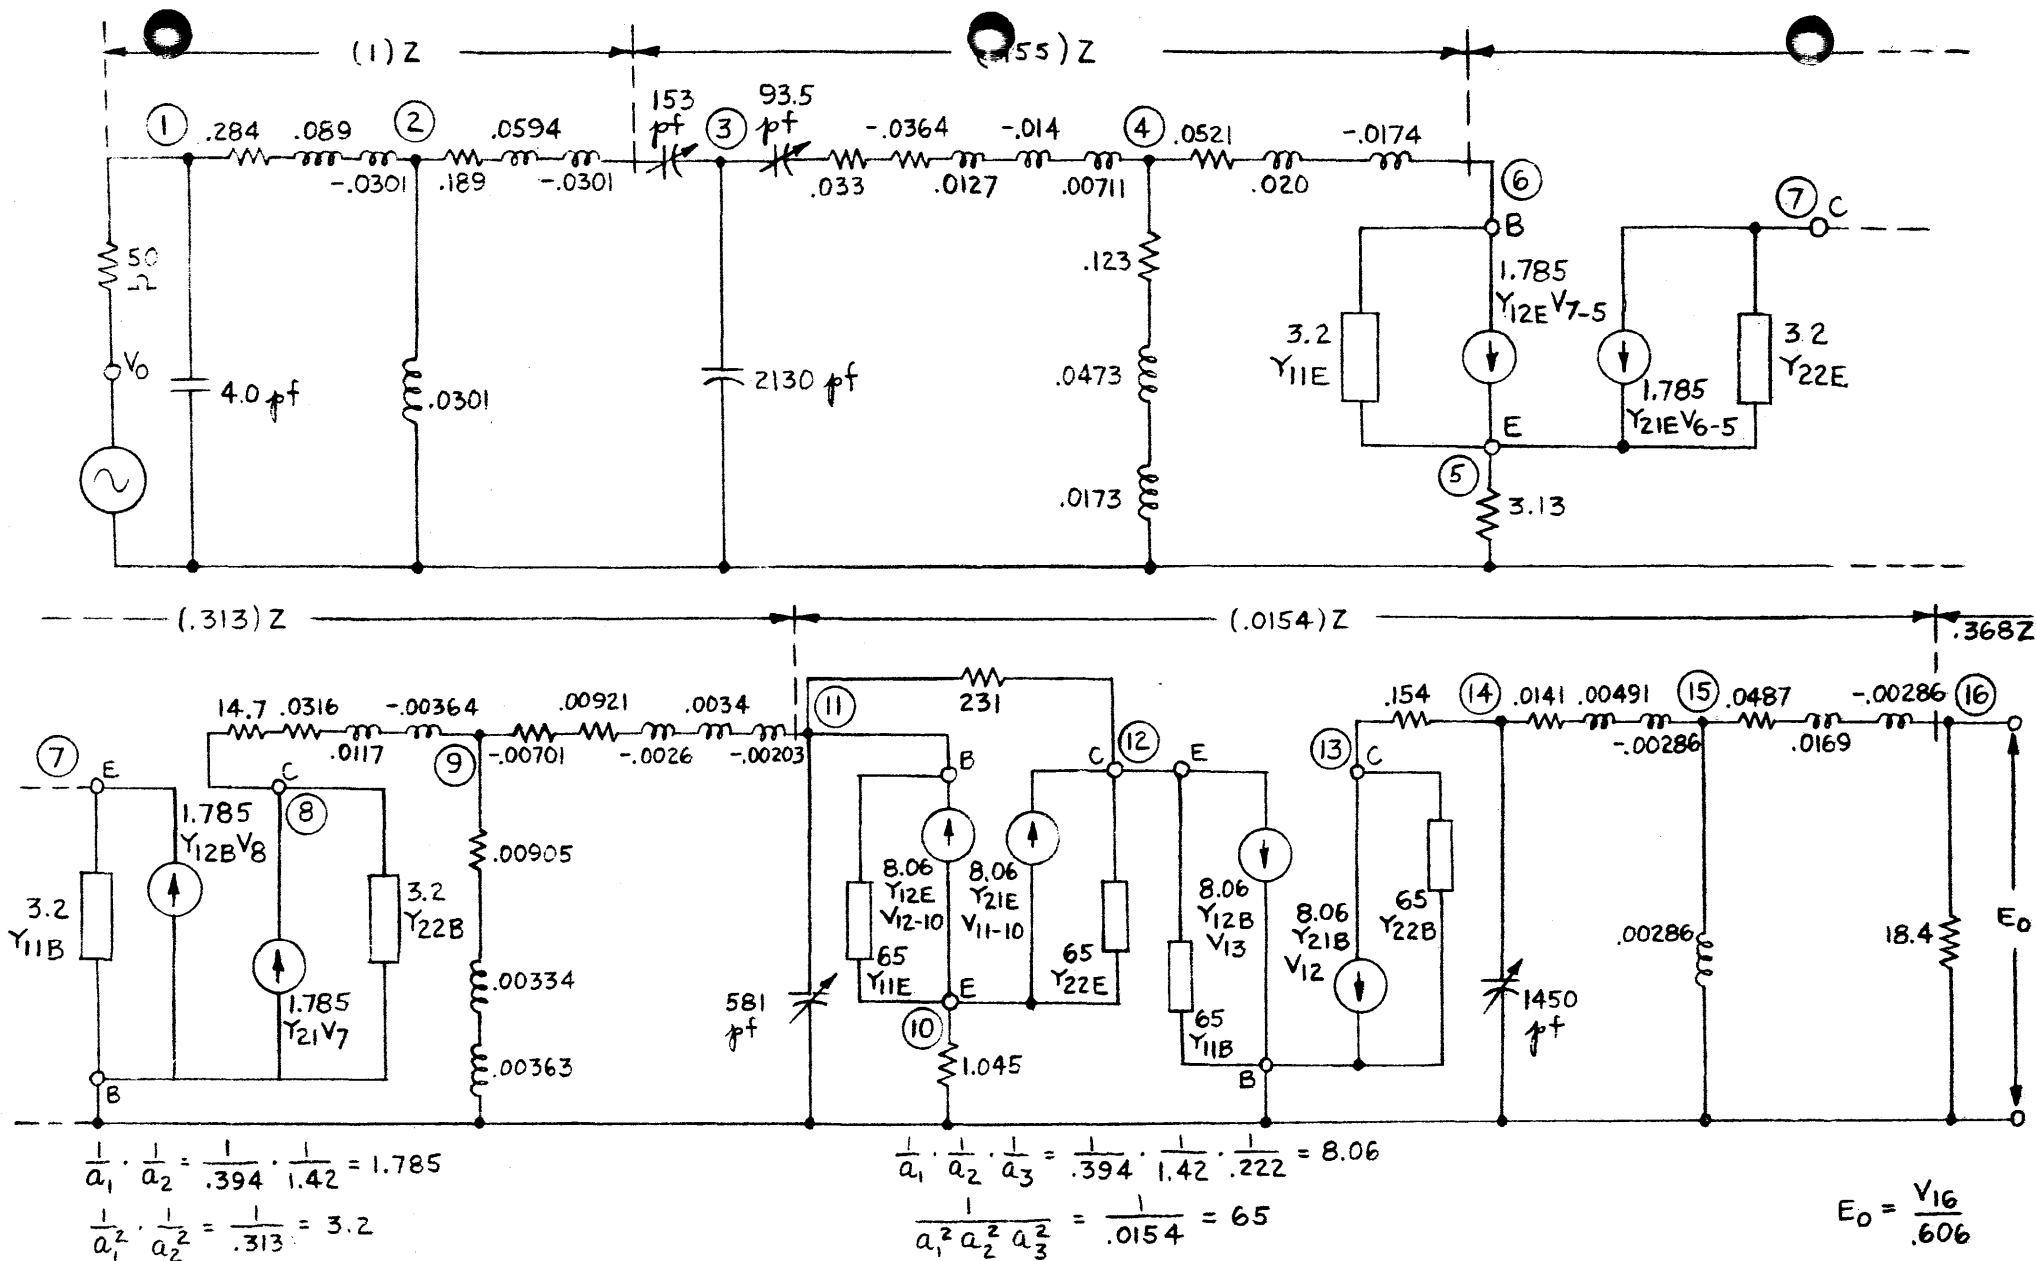 (1) Z
55) Z
153 pf
93.5 pf
1
.284
.089
-.0301
2
.189
.0594
-.0301
3
.033
-.0364
.0127
-.014
.00711
4
.0521
.020
-.0174
6
B
7
C
50 Ω
V0
4.0 pf
.0301
2130 pf
.123
.0473
.0173
3.2
Y11E
1.785
Y12E V7-5
1.785
Y21E V6-5
3.2
Y22E
E
5
3.13
(.313) Z
(.0154) Z
.368Z
14.7
.0316
.0117
-.00364
9
-.00701
.00921
-.0026
.0034
-.00203
11
231
12
C
E
B
13
C
.154
14
.0141
.00491
-.00286
15
.0487
.0169
-.00286
16
7
E
1.785
Y12B V8
C
8
3.2
Y11B
1.785
Y21 V7
3.2
Y22B
B
.00905
.00334
.00363
581 pf
8.06
Y12E
V12-10
65
Y11E
8.06
Y21E
V11-10
65
Y22E
E
10
1.045
8.06
Y12B
V13
65
Y11B
B
8.06
Y21B
V12
65
Y22B
1450 pf
.00286
18.4
E0
1/a1 · 1/a2 = 1/.394 · 1/1.42 = 1.785
1/a1² · 1/a2² = 1/.313 = 3.2
1/a1 · 1/a2 · 1/a3 = 1/.394 · 1/1.42 · 1/.222 = 8.06
1/a1² a2² a3² = 1/.0154 = 65
E0 = V16/.606